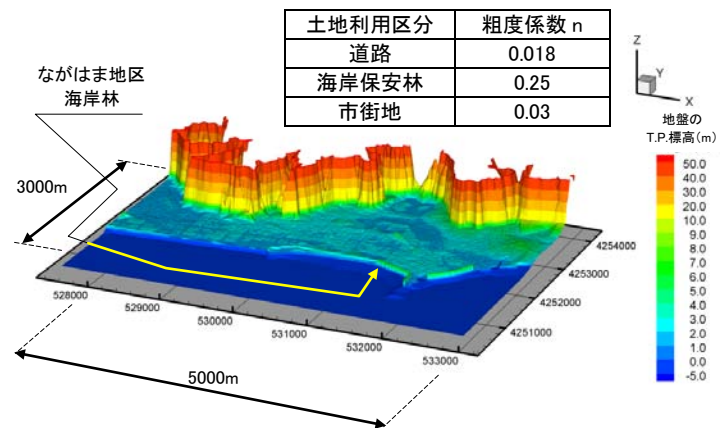 土地利用区分 粗度係数 n
道路 0.018
海岸保安林 0.25
市街地 0.03
ながはま地区
海岸林
3000m
5000m
Z
Y
X
地盤の
T.P.標高(m)
50.0
40.0
30.0
20.0
10.0
9.0
8.0
7.0
6.0
5.0
4.0
3.0
2.0
1.0
0.0
-5.0
528000
529000
530000
531000
532000
533000
4251000
4252000
4253000
4254000